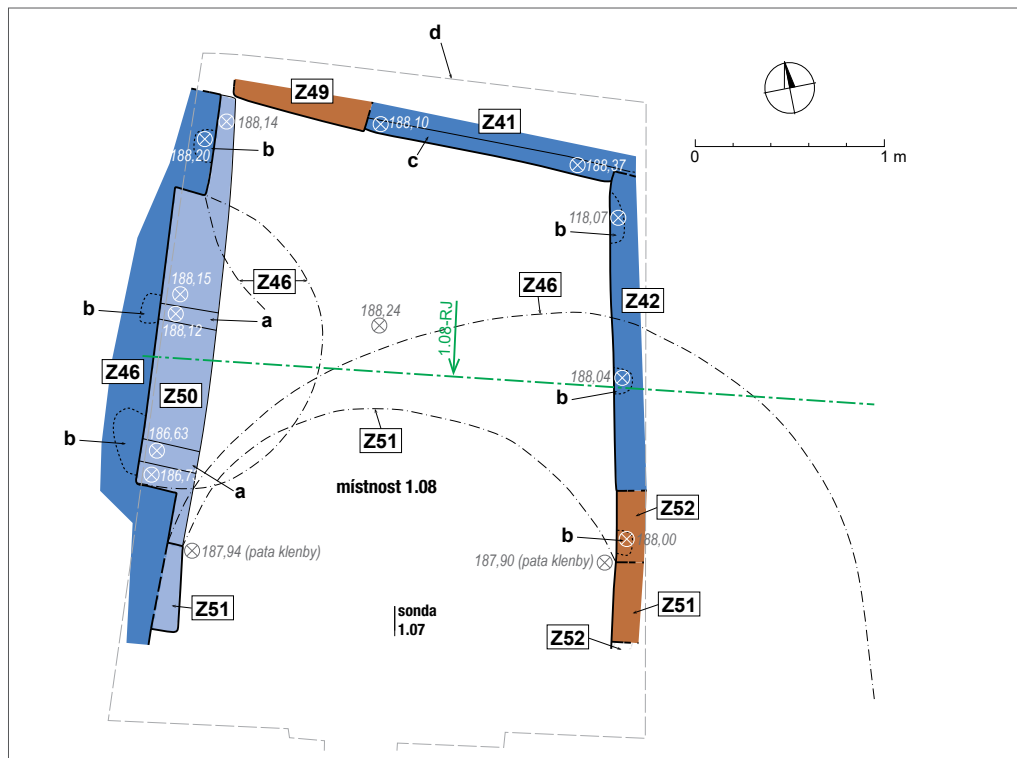 d
Z49
Z41
188,10
188,14
b
188,20
c
188,37
0
1 m
118,07
b
Z46
Z46
Z42
188,15
188,24
b
a
188,12
1.08-RJ
Z46
188,04
Z50
b
Z51
b
186,63
186,7
a
místnost 1.08
Z52
b
188,00
187,94 (pata klenby)
187,90 (pata klenby)
Z51
sonda
1.07
Z51
Z52